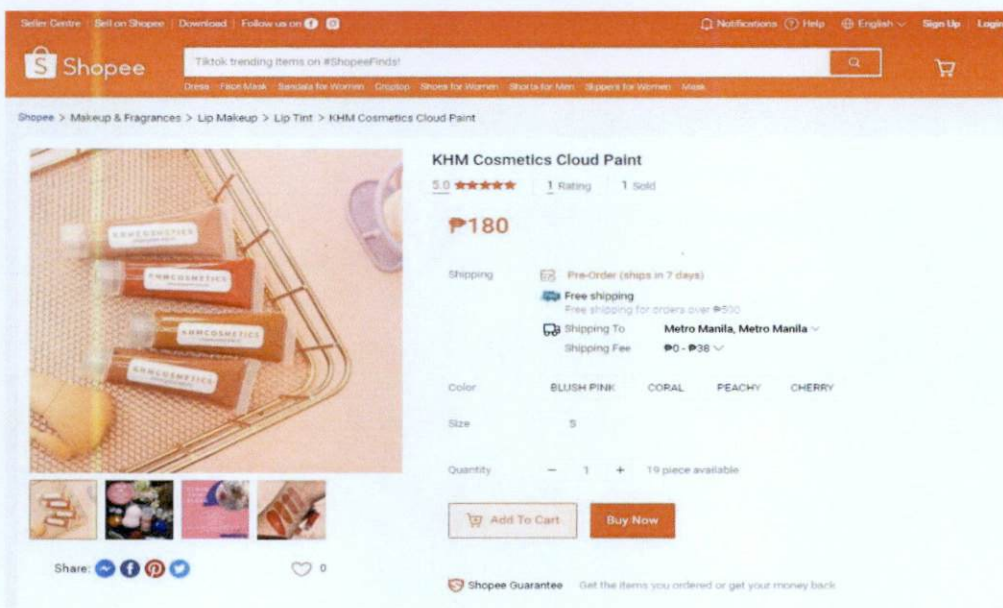 Seller Centre | Sell on Shopee | Download | Follow us on
Notifications Help English Sign Up Login
Shopee
Tiktok trending items on #ShopeeFinds!
Dress Face Mask Sandals for Women Croptop Shoes for Women Shorts for Men Slippers for Women Mask
Shopee > Makeup & Fragrances > Lip Makeup > Lip Tint > KHM Cosmetics Cloud Paint
KHM Cosmetics Cloud Paint
5.0 1 Rating 1 Sold
₱180
Shipping Pre-Order (ships in 7 days)
Free shipping
Free shipping for orders over ₱500
Shipping To Metro Manila, Metro Manila
Shipping Fee ₱0 - ₱38
Color BLUSH PINK CORAL PEACHY CHERRY
Size S
Quantity − 1 + 19 piece available
Add To Cart Buy Now
Share: 0
Shopee Guarantee Get the items you ordered or get your money back
KHMCOSMETICS
KHMCOSMETICS
KHMCOSMETICS
KHMCOSMETICS